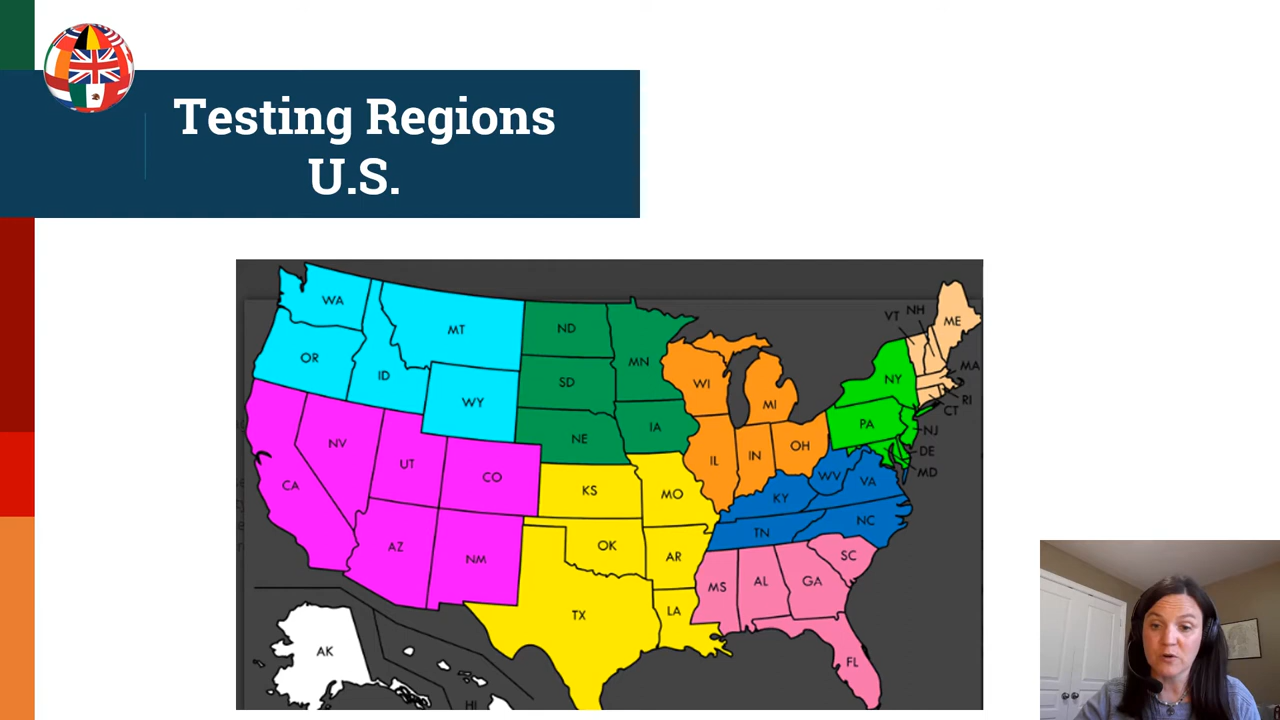 Testing Regions
U.S.
WA
MT
ND
MN
VT
NH
ME
OR
ID
SD
WI
MI
NY
MA
WY
NE
IA
PA
RI
CT
NV
UT
CO
IL
IN
OH
NJ
DE
MD
CA
KS
MO
KY
WV
VA
AZ
NM
OK
AR
TN
NC
TX
LA
MS
AL
GA
SC
AK
HI
FL